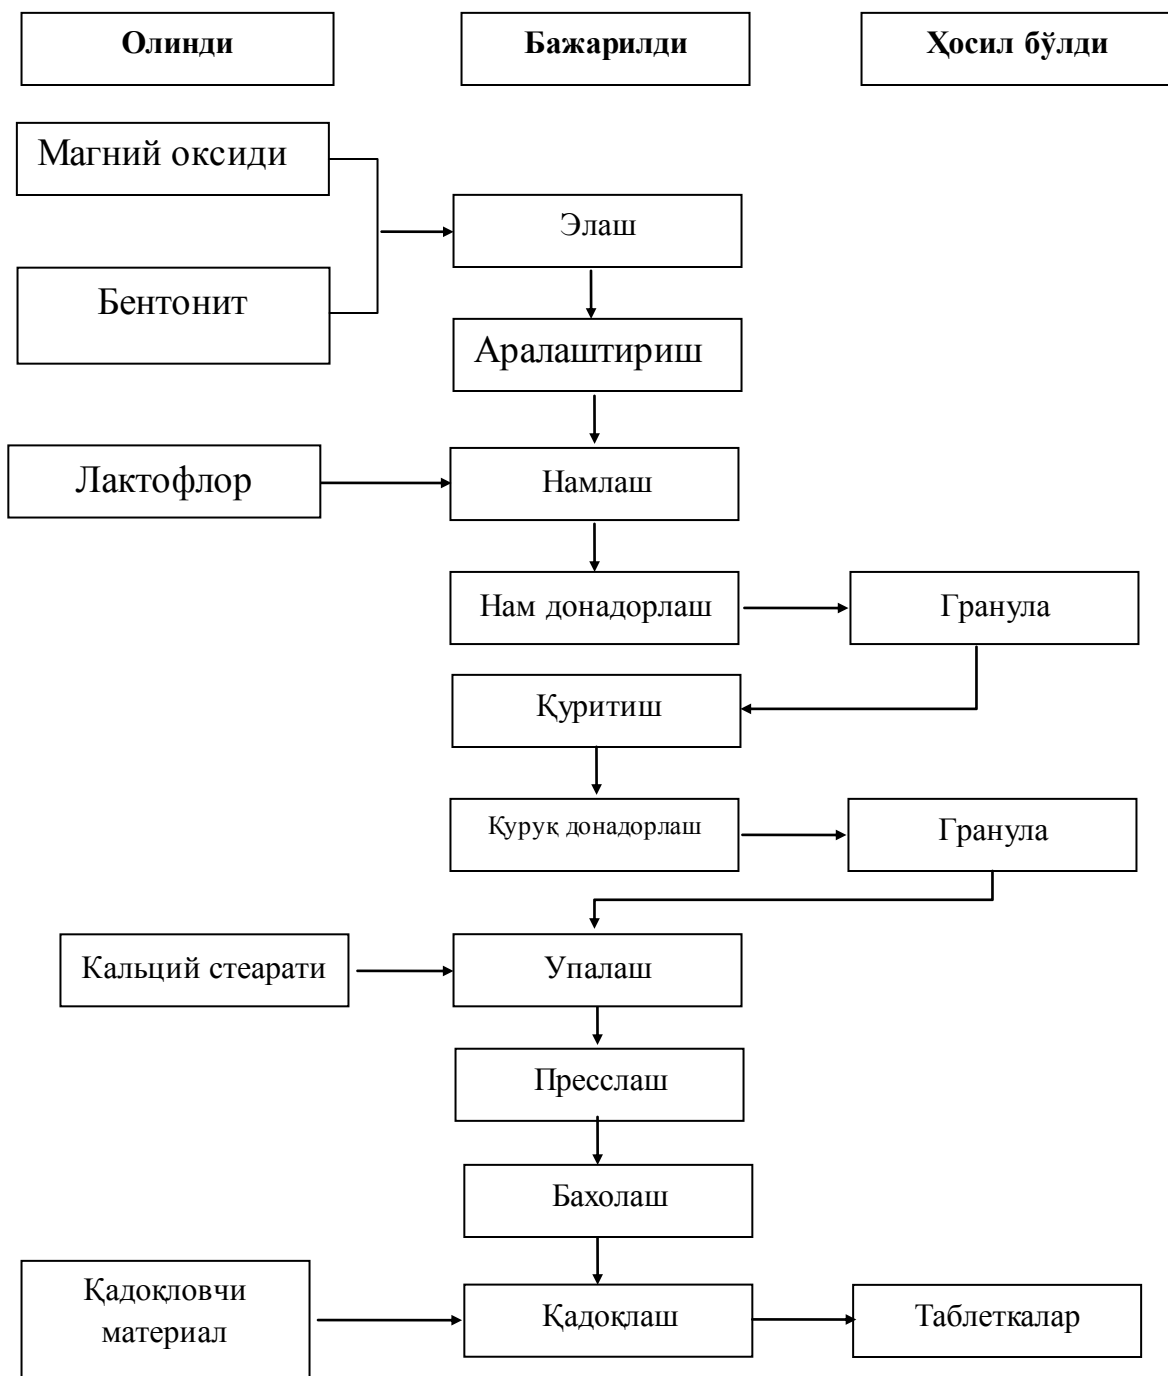 Олинди
Бажарилди
Ҳосил бўлди
Магний оксиди
Элаш
Бентонит
Аралаштириш
Лактофлор
Намлаш
Нам донадорлаш
Гранула
Қуритиш
Қуруқ донадорлаш
Гранула
Кальций стеарати
Упалаш
Пресслаш
Бахолаш
Қадоқловчи
материал
Қадоқлаш
Таблеткалар